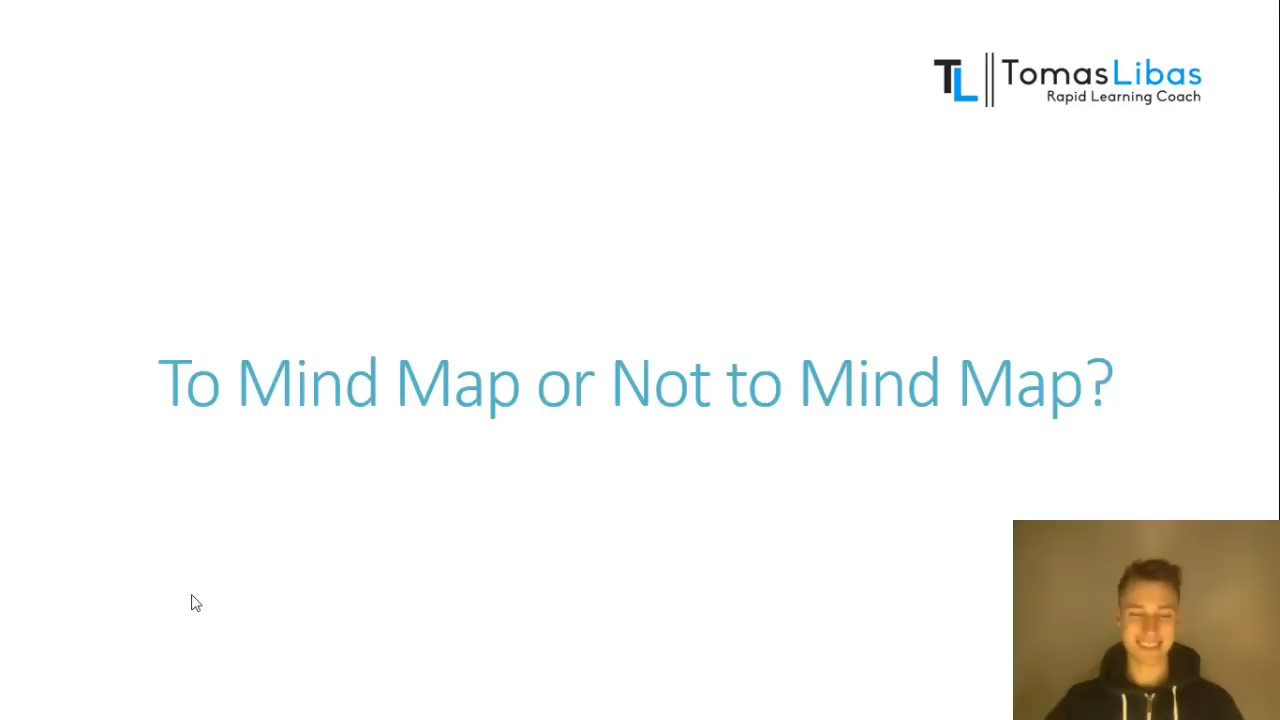 TL TomasLibas
Rapid Learning Coach
To Mind Map or Not to Mind Map?